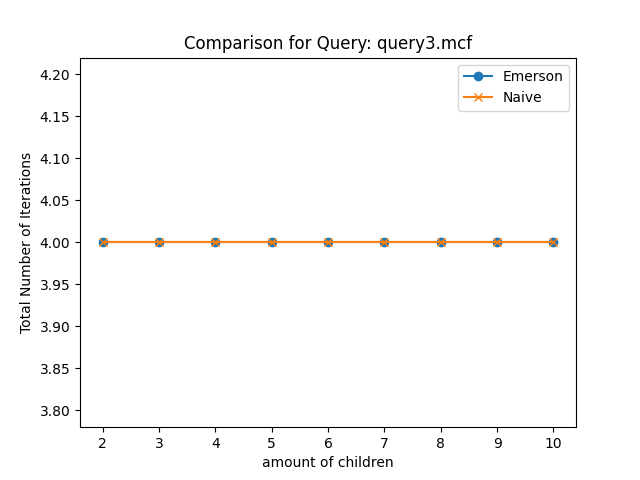 Comparison for Query: query3.mcf
Emerson
Naive
Total Number of Iterations
4.20
4.15
4.10
4.05
4.00
3.95
3.90
3.85
3.80
2 3 4 5 6 7 8 9 10
amount of children